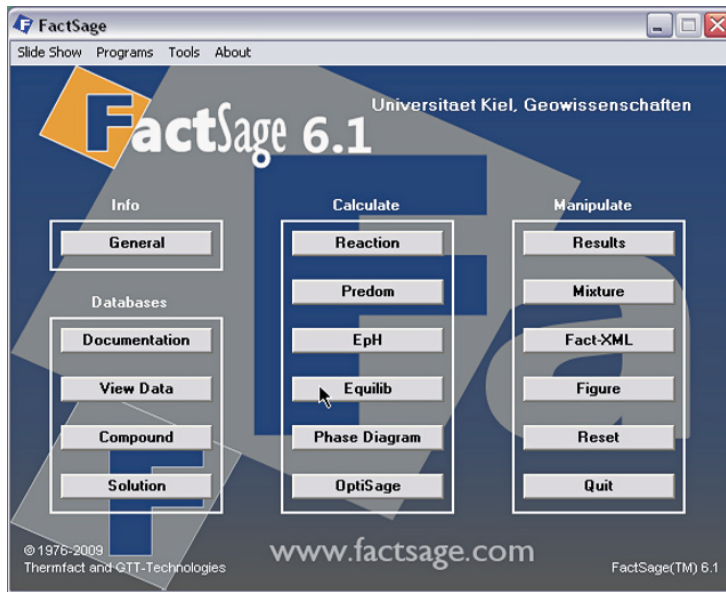 FactSage
Slide Show Programs Tools About
FactSage 6.1
Universitaet Kiel, Geowissenschaften
Info
General
Databases
Documentation
View Data
Compound
Solution
Calculate
Reaction
Predom
EpH
Equilib
Phase Diagram
OptiSage
Manipulate
Results
Mixture
Fact-XML
Figure
Reset
Quit
© 1976-2009
Thermfact and GTT-Technologies
www.factsage.com
FactSage(TM) 6.1